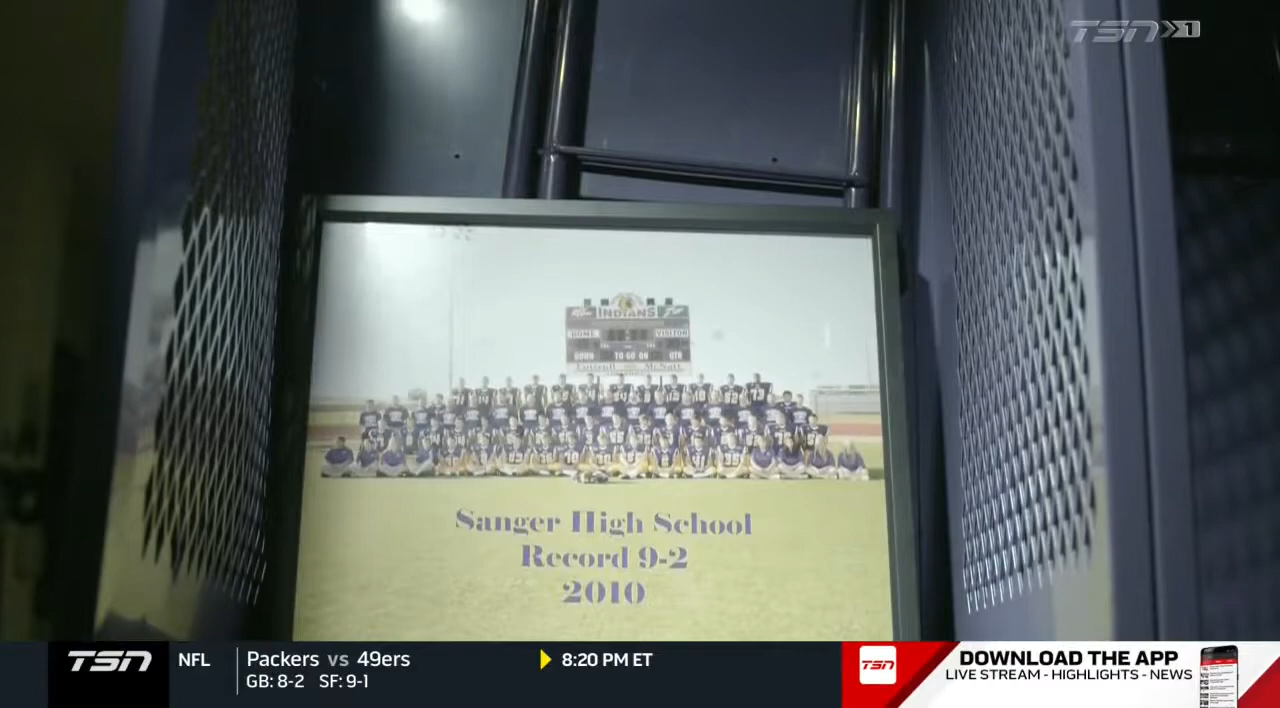 TSN 1
INDIANS
HOME VISITOR
DOWN TO GO ON QTR
Sanger High School
Record 9-2
2010
TSN NFL Packers vs 49ers 8:20 PM ET
GB: 8-2 SF: 9-1
TSN DOWNLOAD THE APP
LIVE STREAM - HIGHLIGHTS - NEWS